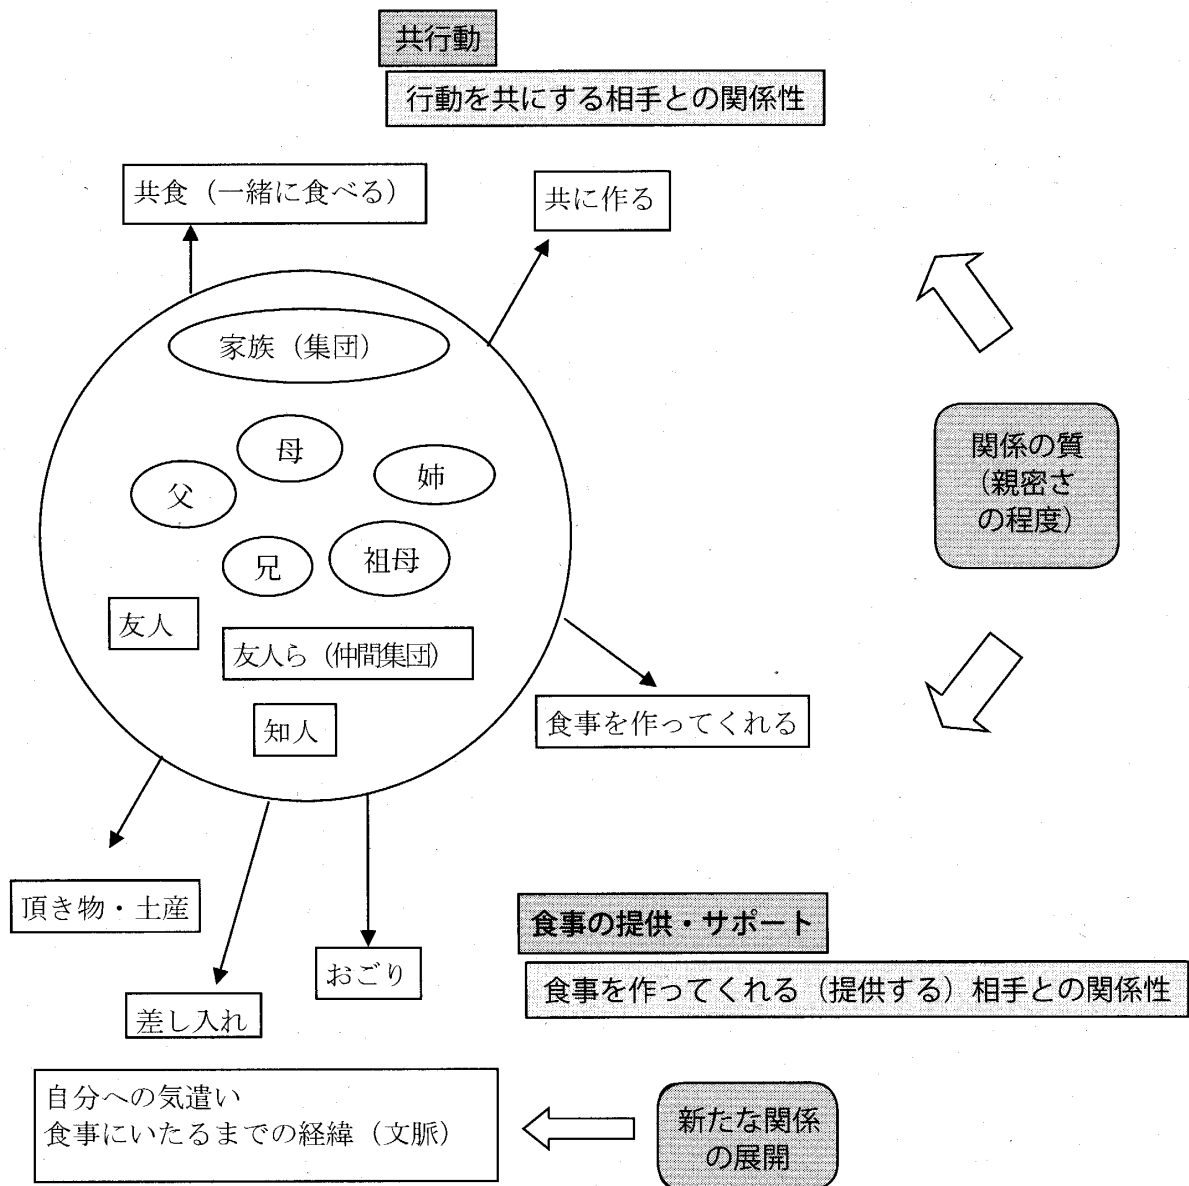 共行動
行動を共にする相手との関係性
共食（一緒に食べる）
共に作る
家族（集団）
母
姉
父
兄
祖母
友人
友人ら（仲間集団）
知人
関係の質
（親密さ
の程度）
食事を作ってくれる
頂き物・土産
おごり
差し入れ
食事の提供・サポート
食事を作ってくれる（提供する）相手との関係性
自分への気遣い
食事にいたるまでの経緯（文脈）
新たな関係
の展開